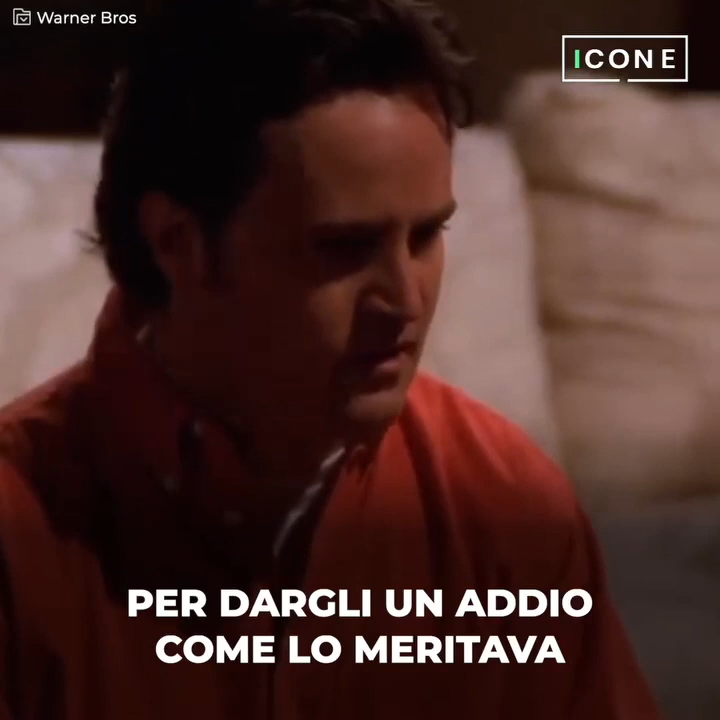 Warner Bros
ICONE
PER DARGLI UN ADDIO
COME LO MERITAVA